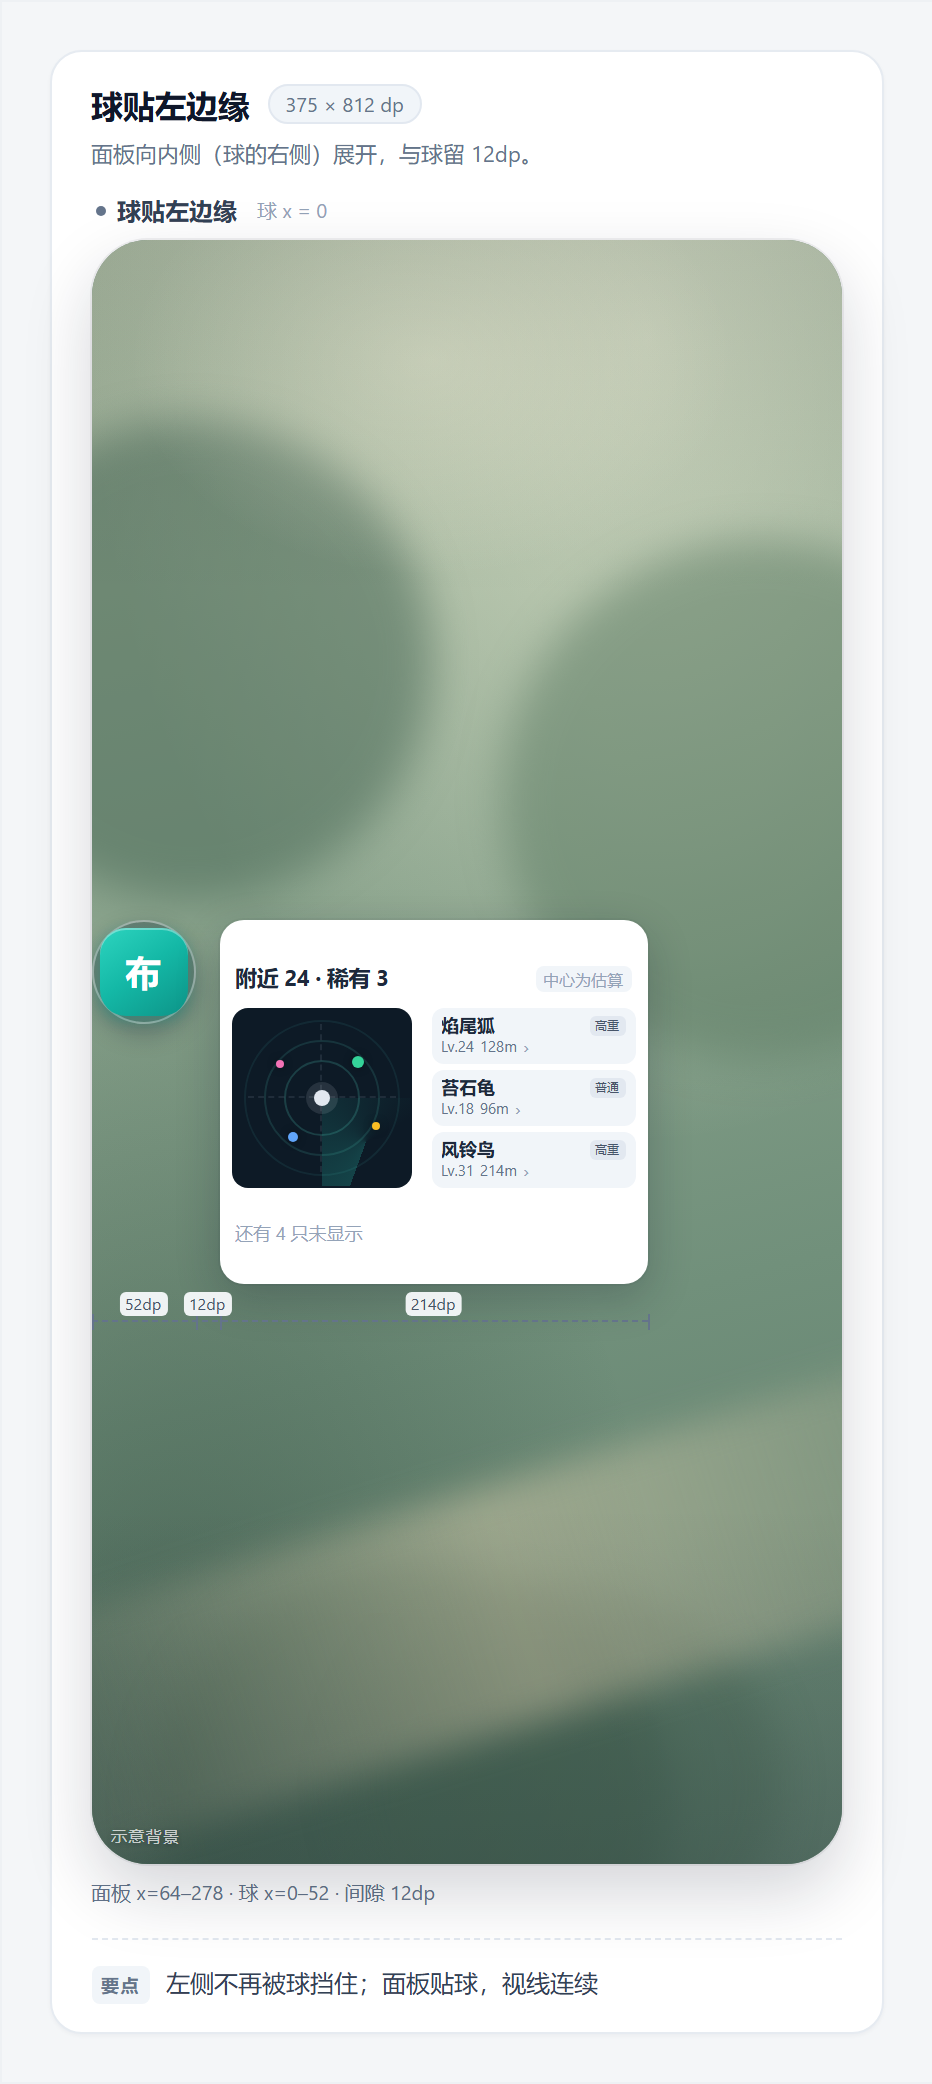 球贴左边缘 375 × 812 dp
面板向内侧（球的右侧）展开，与球留 12dp。
球贴左边缘 球 x = 0
布
附近 24 · 稀有 3 中心为估算
焰尾狐 高重
Lv.24 128m ›
苔石龟 普通
Lv.18 96m ›
风铃鸟 高重
Lv.31 214m ›
还有 4 只未显示
52dp 12dp 214dp
示意背景
面板 x=64–278 · 球 x=0–52 · 间隙 12dp
要点 左侧不再被球挡住；面板贴球，视线连续